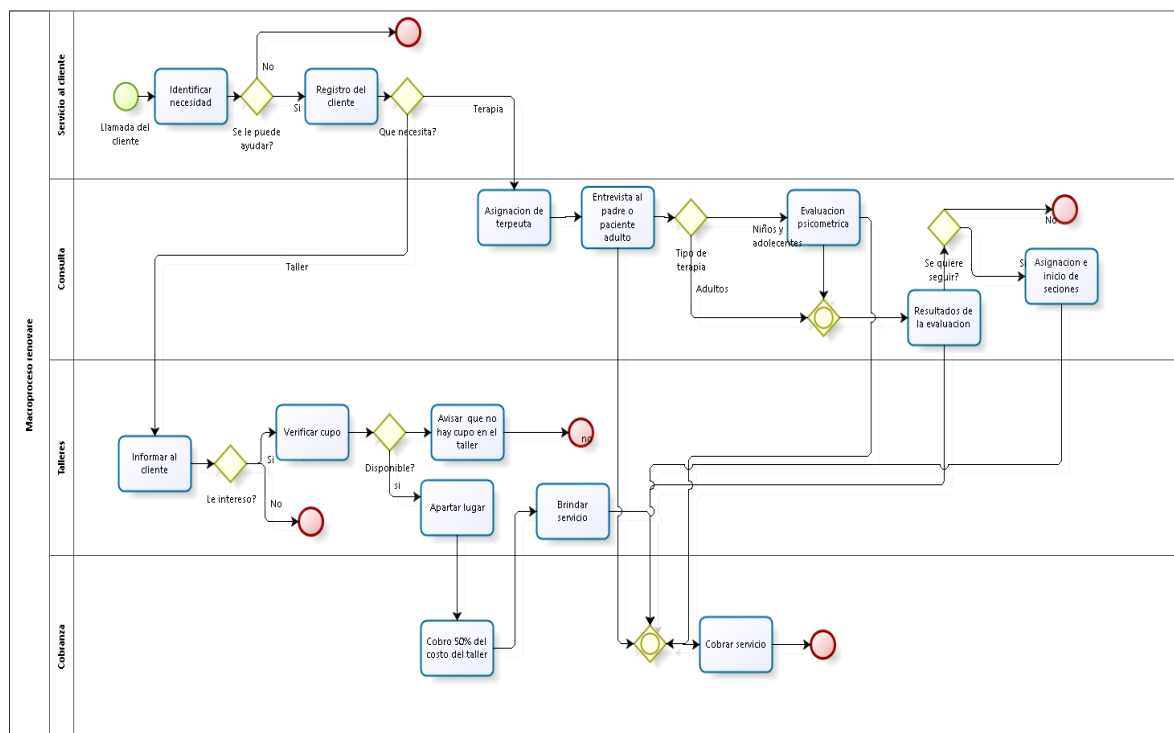 Macroproceso renovare
Servicio al cliente
No
Identificar
necesidad
Registro del
cliente
Si
Terapia
Llamada del
cliente
Se le puede
ayudar?
Que necesita?
Consulta
Asignacion de
terpeuta
Entrevista al
padre o
paciente
adulto
Evaluacion
psicometrica
Niños y
adolecentes
Tipo de
terapia
Adultos
No
Se quiere
seguir?
Si
Asignacion e
inicio de
seciones
Resultados de
la evaluacion
Taller
Talleres
Verificar cupo
Avisar que no
hay cupo en el
taller
no
Informar al
cliente
Si
Disponible?
si
Le intereso?
No
Apartar lugar
Brindar
servicio
Cobranza
Cobro 50% del
costo del taller
Cobrar servicio